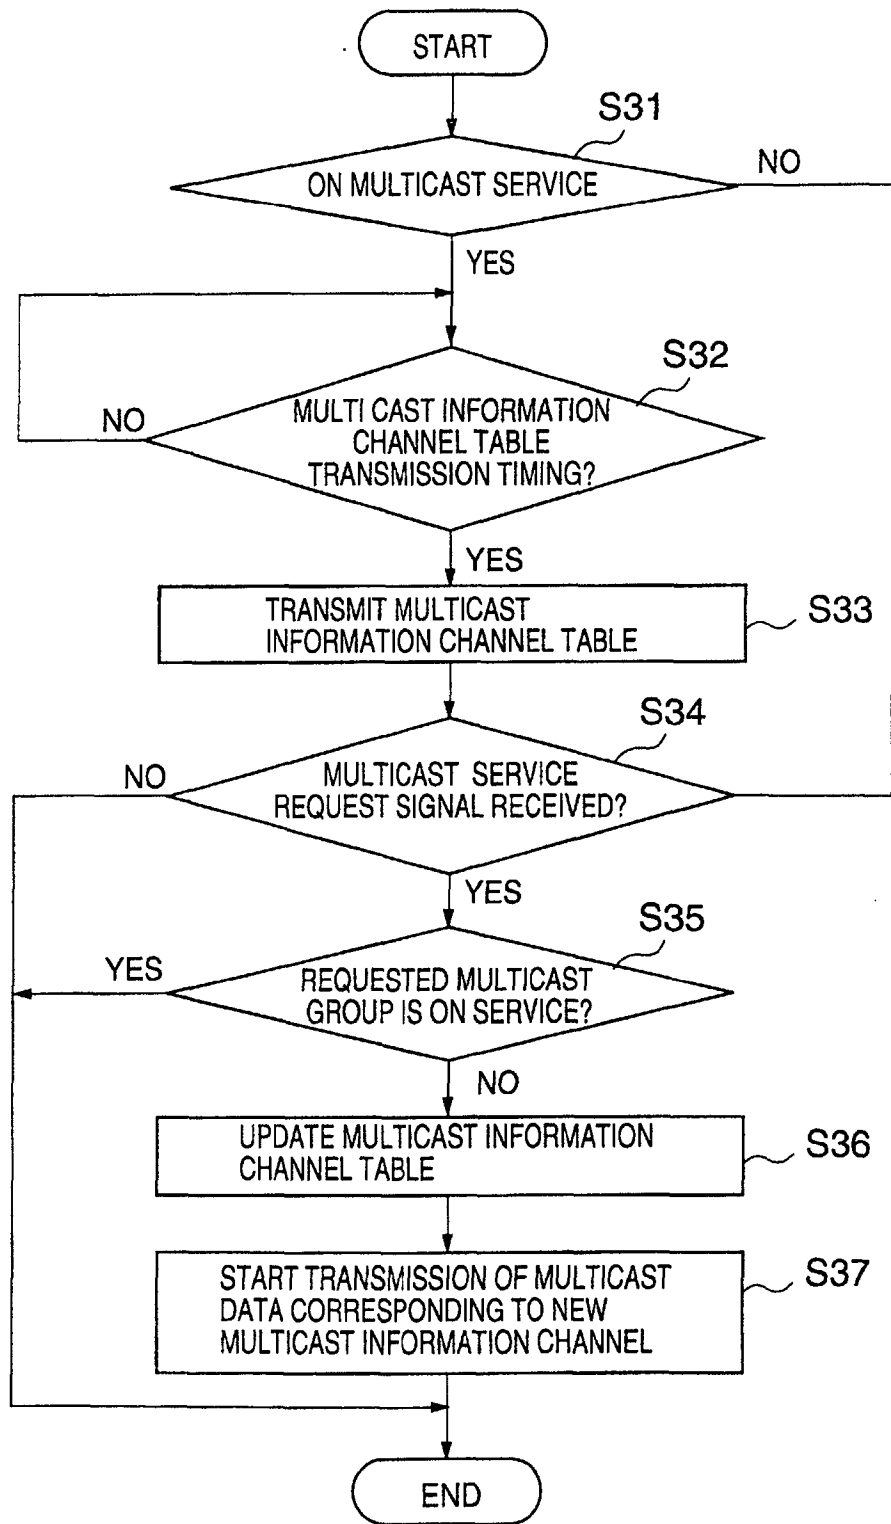 START
S31
ON MULTICAST SERVICE
NO
YES
S32
MULTI CAST INFORMATION
CHANNEL TABLE
TRANSMISSION TIMING?
NO
YES
TRANSMIT MULTICAST
INFORMATION CHANNEL TABLE
S33
S34
NO
MULTICAST SERVICE
REQUEST SIGNAL RECEIVED?
YES
S35
YES
REQUESTED MULTICAST
GROUP IS ON SERVICE?
NO
UPDATE MULTICAST INFORMATION
CHANNEL TABLE
S36
START TRANSMISSION OF MULTICAST
DATA CORRESPONDING TO NEW
MULTICAST INFORMATION CHANNEL
S37
END